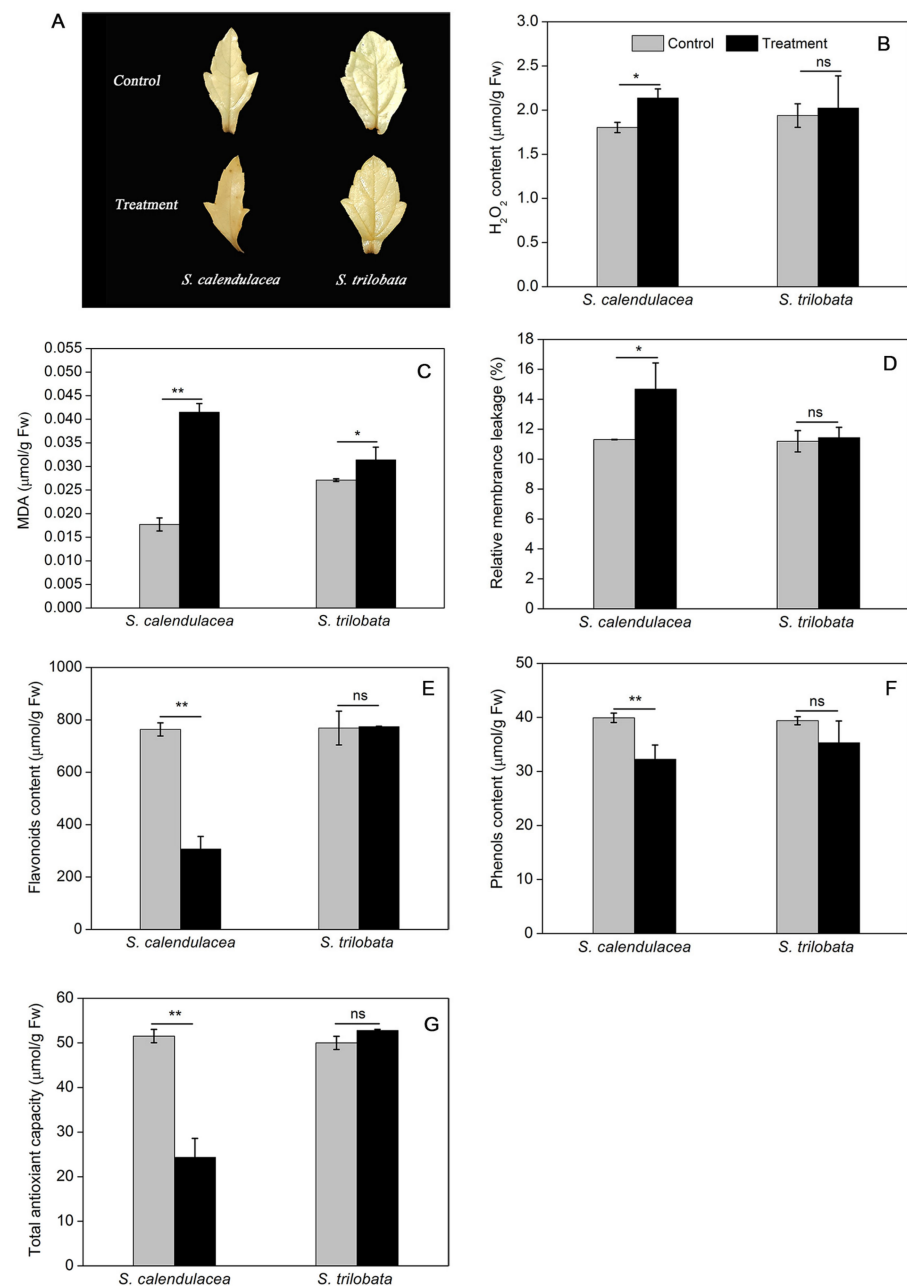 A
Control
Treatment
S. calendulacea S. trilobata
B
Control Treatment
H₂O₂ content (μmol/g Fw)
3.0
2.5
2.0
1.5
1.0
0.5
0.0
*
ns
S. calendulacea S. trilobata
C
MDA (μmol/g Fw)
0.055
0.050
0.045
0.040
0.035
0.030
0.025
0.020
0.015
0.010
0.005
0.000
**
*
S. calendulacea S. trilobata
D
Relative membrance leakage (%)
18
16
14
12
10
8
6
4
2
0
*
ns
S. calendulacea S. trilobata
E
Flavonoids content (μmol/g Fw)
1000
800
600
400
200
0
**
ns
S. calendulacea S. trilobata
F
Phenols content (μmol/g Fw)
50
40
30
20
10
0
**
ns
S. calendulacea S. trilobata
G
Total antioxiant capacity (μmol/g Fw)
60
50
40
30
20
10
0
**
ns
S. calendulacea S. trilobata